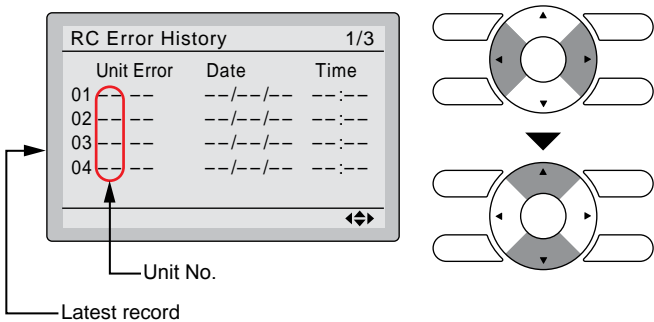 RC Error History 1/3
Unit Error Date Time
01 -- -- --/--/-- --:--
02 -- -- --/--/-- --:--
03 -- -- --/--/-- --:--
04 -- -- --/--/-- --:--
Unit No.
Latest record